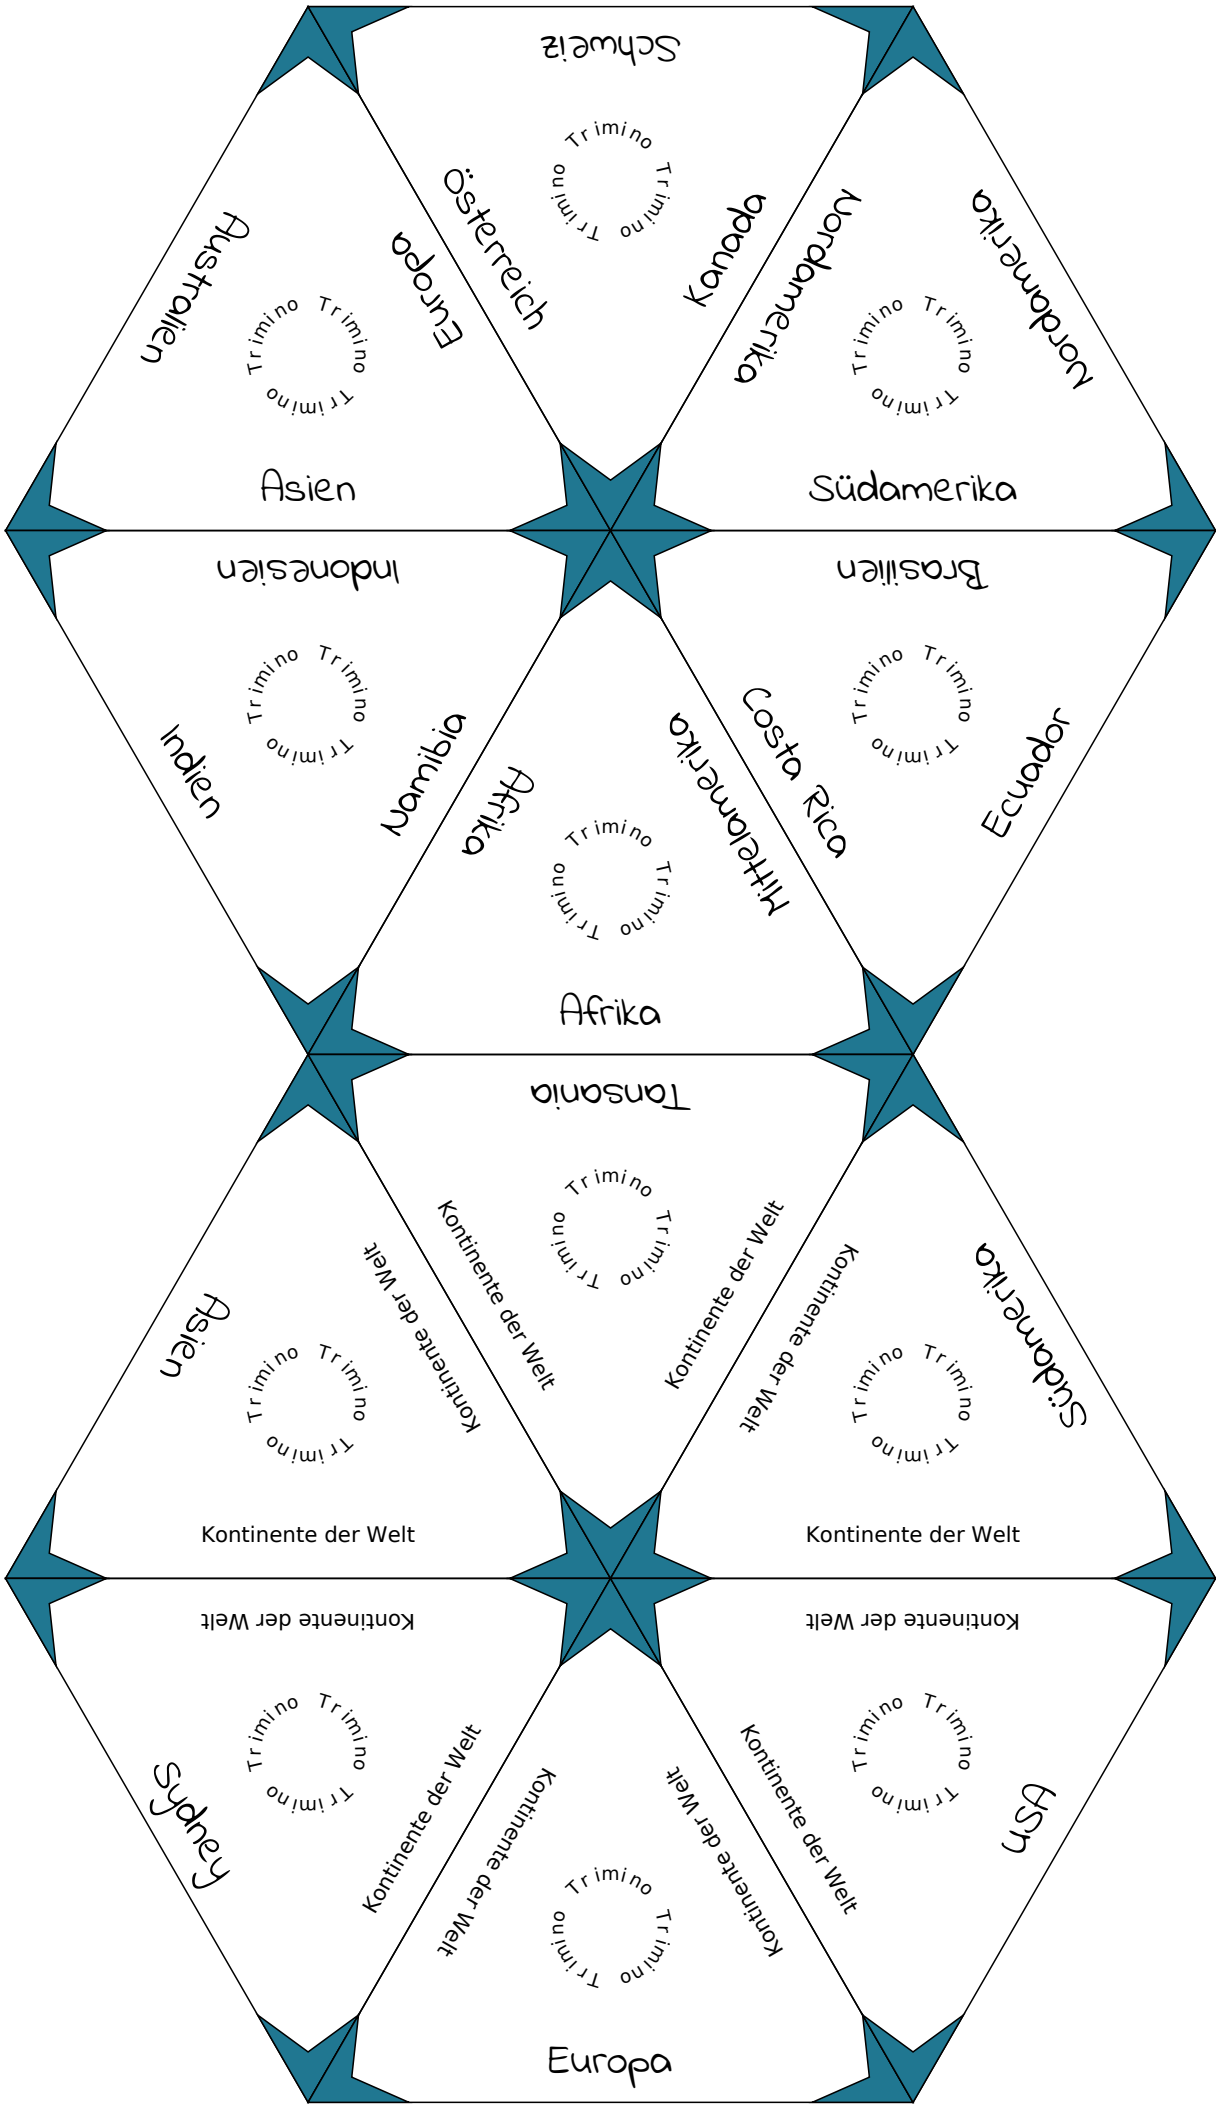 Schweiz
Österreich
Kanada
Trimino Trimino Trimino
Australien
Europa
Asien
Trimino Trimino Trimino
Nordamerika
Nordamerika
Südamerika
Trimino Trimino Trimino
Indonesien
Indien
Namibia
Trimino Trimino Trimino
Afrika
Mittelamerika
Afrika
Trimino Trimino Trimino
Brasilien
Costa Rica
Ecuador
Trimino Trimino Trimino
Tansania
Kontinente der Welt
Kontinente der Welt
Trimino Trimino Trimino
Asien
Kontinente der Welt
Kontinente der Welt
Trimino Trimino Trimino
Kontinente der Welt
Südamerika
Kontinente der Welt
Trimino Trimino Trimino
Kontinente der Welt
Sydney
Kontinente der Welt
Trimino Trimino Trimino
Kontinente der Welt
Kontinente der Welt
Europa
Trimino Trimino Trimino
Kontinente der Welt
Kontinente der Welt
USA
Trimino Trimino Trimino